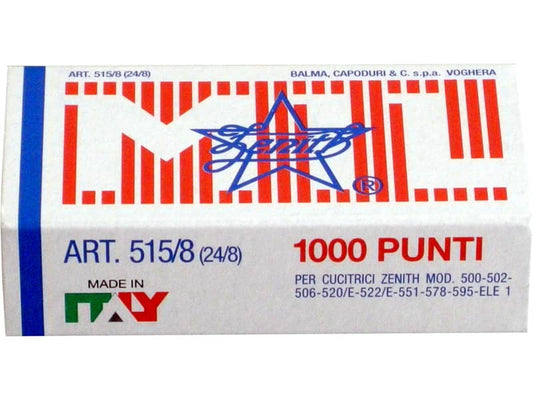 ART. 515/8 (24/8)
BALMA, CAPODURI & C. s.p.a. VOGHERA
Zenith
®
ART. 515/8 (24/8)
1000 PUNTI
MADE IN
ITALY
PER CUCITRICI ZENITH MOD. 500-502-
506-520/E-522/E-551-578-595-ELE 1